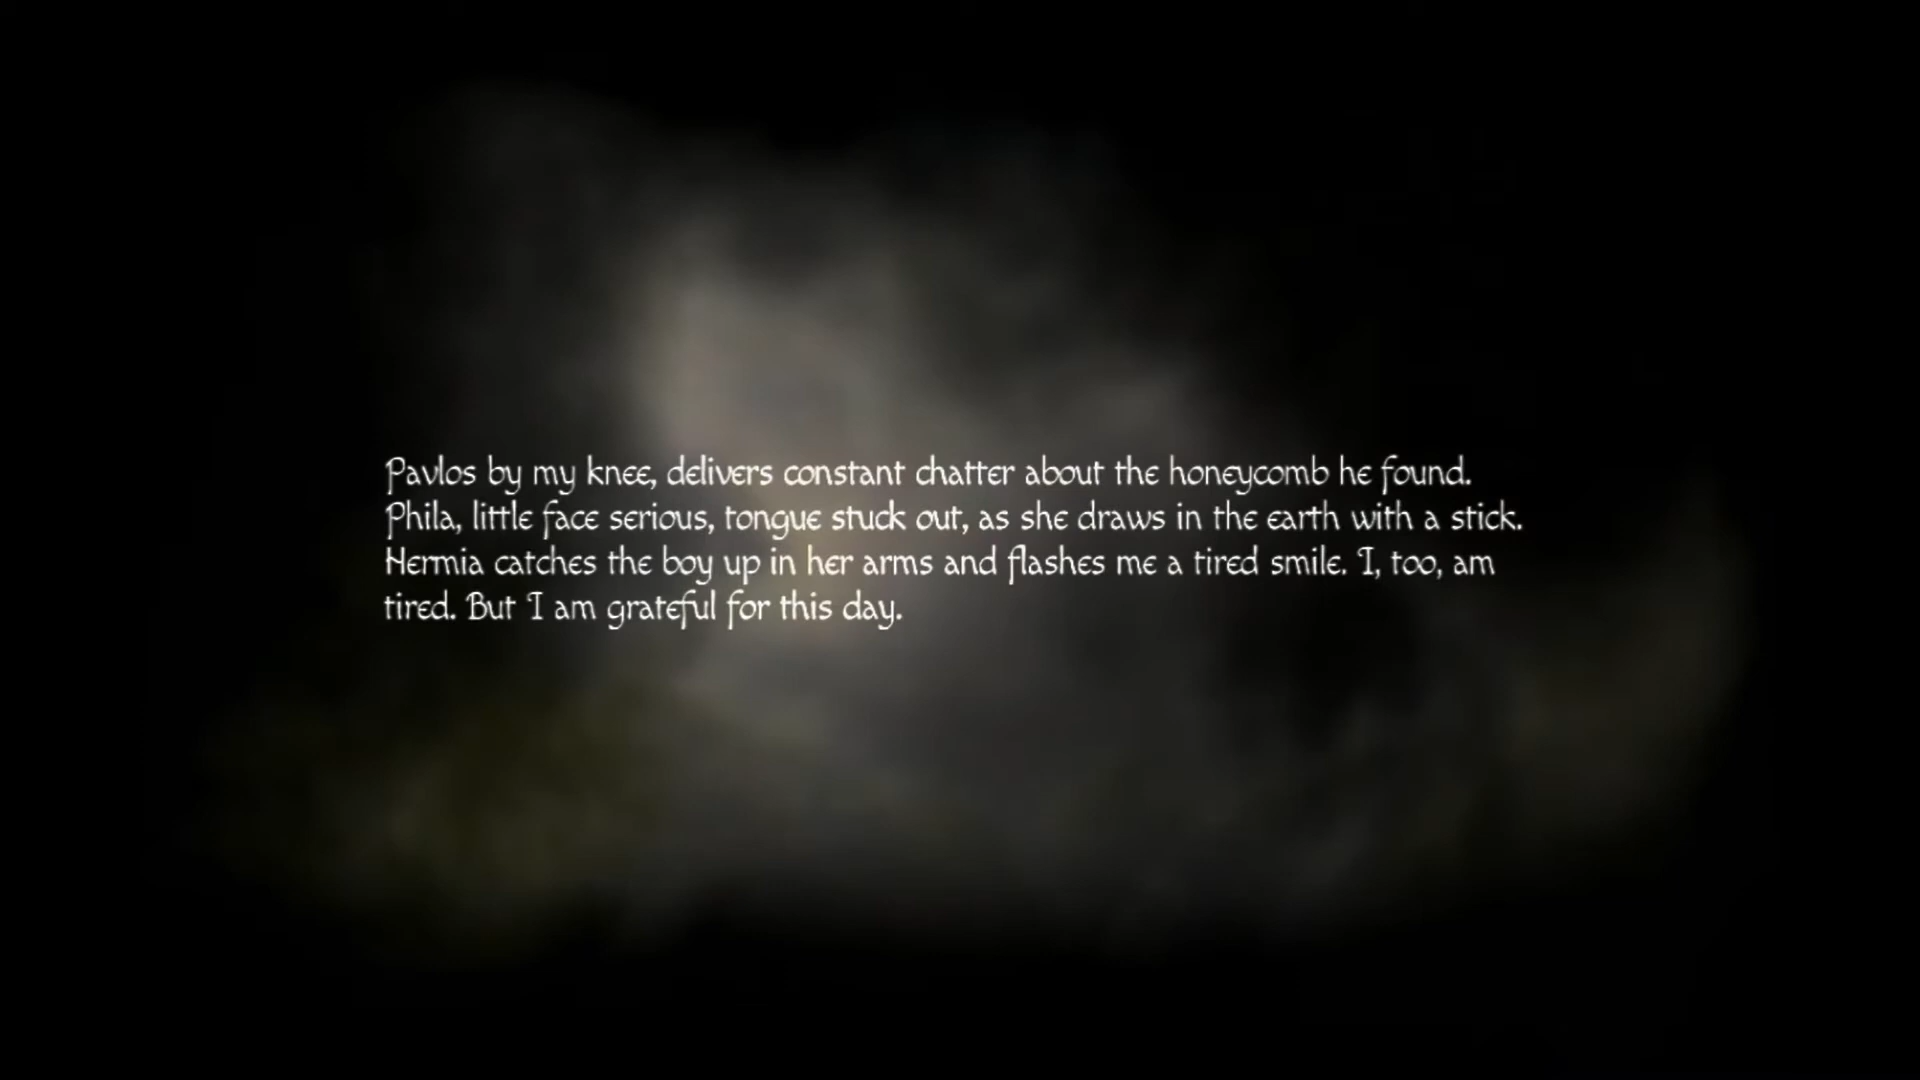 Pavlos by my knee, delivers constant chatter about the honeycomb he found.
Phila, little face serious, tongue stuck out, as she draws in the earth with a stick.
Hermia catches the boy up in her arms and flashes me a tired smile. I, too, am
tired. But I am grateful for this day.